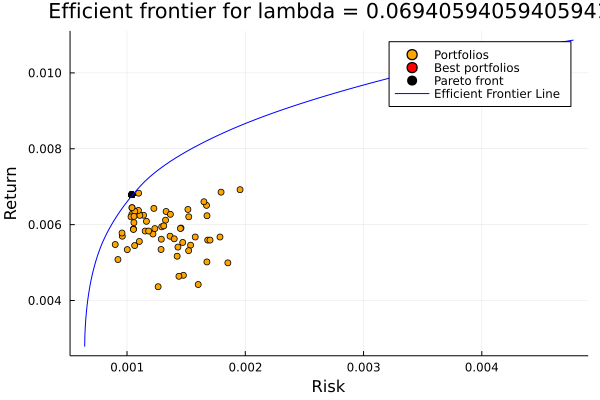 Efficient frontier for lambda = 0.0694059405940594
Portfolios
Best portfolios
Pareto front
Efficient Frontier Line
Return
0.010
0.008
0.006
0.004
0.001 0.002 0.003 0.004
Risk